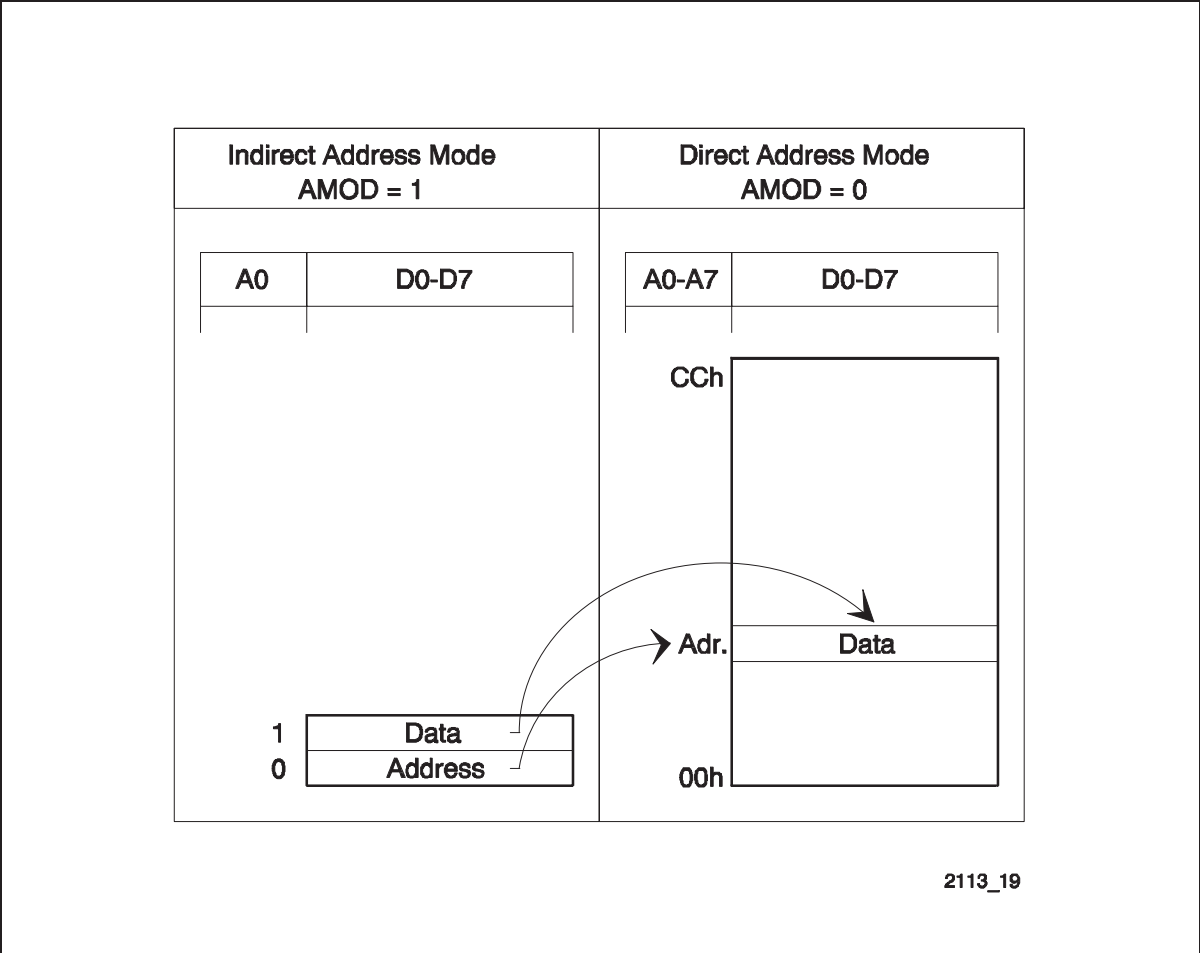 Indirect Address Mode
AMOD = 1
Direct Address Mode
AMOD = 0
A0
D0-D7
A0-A7
D0-D7
CCh
Adr.
Data
1
Data
0
Address
00h
2113_19